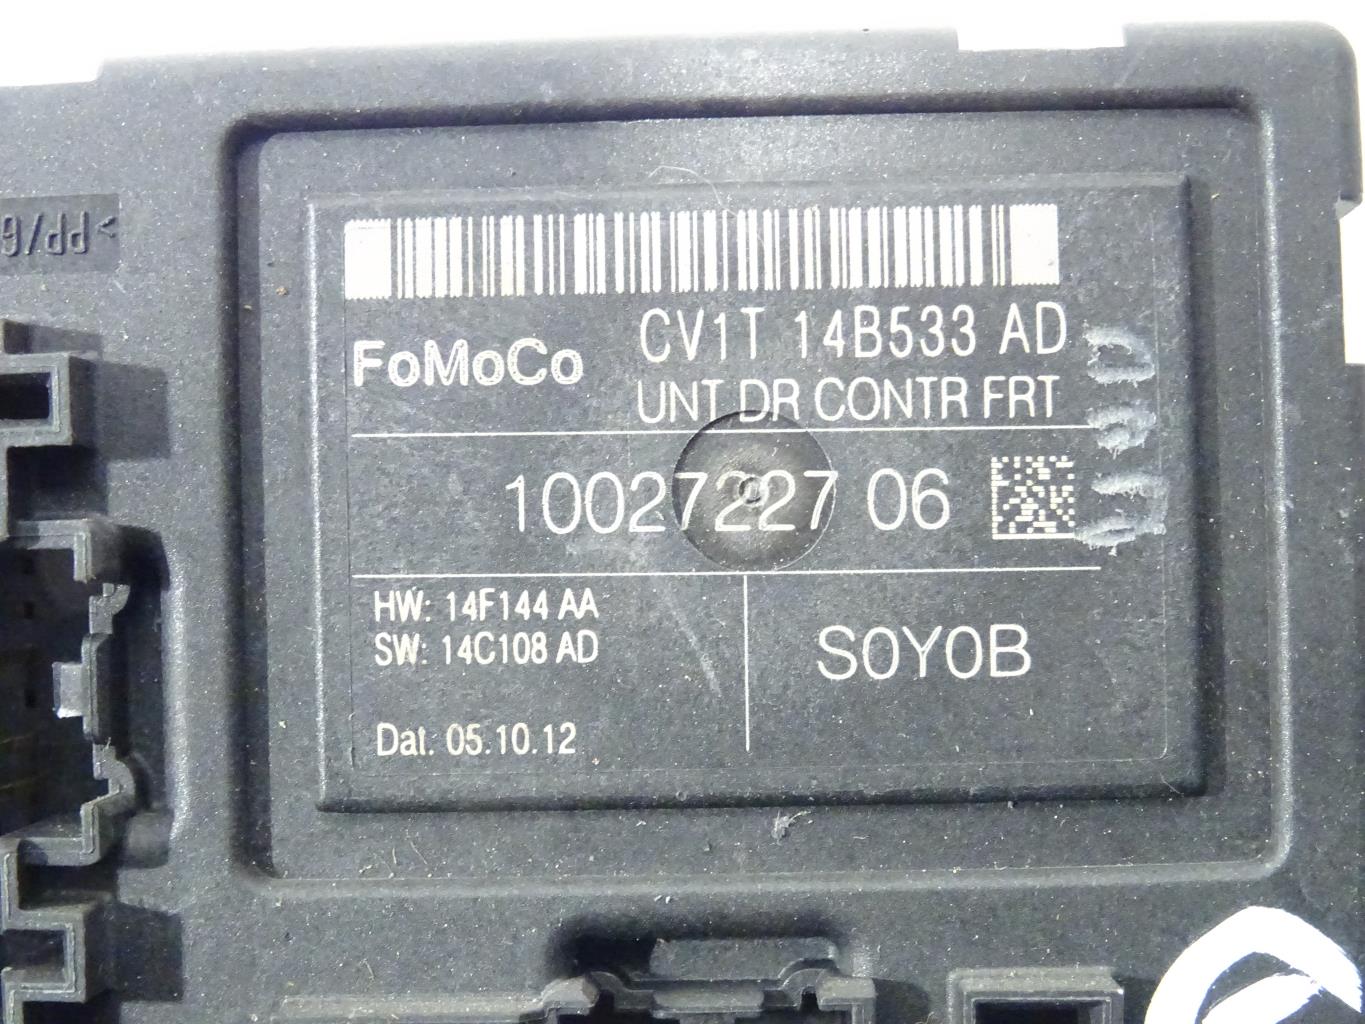 CV1T 14B533 AD
FoMoCo
UNT DR CONTR FRT
10027227 06
HW: 14F144 AA
SW: 14C108 AD
S0Y0B
Dat. 05.10.12